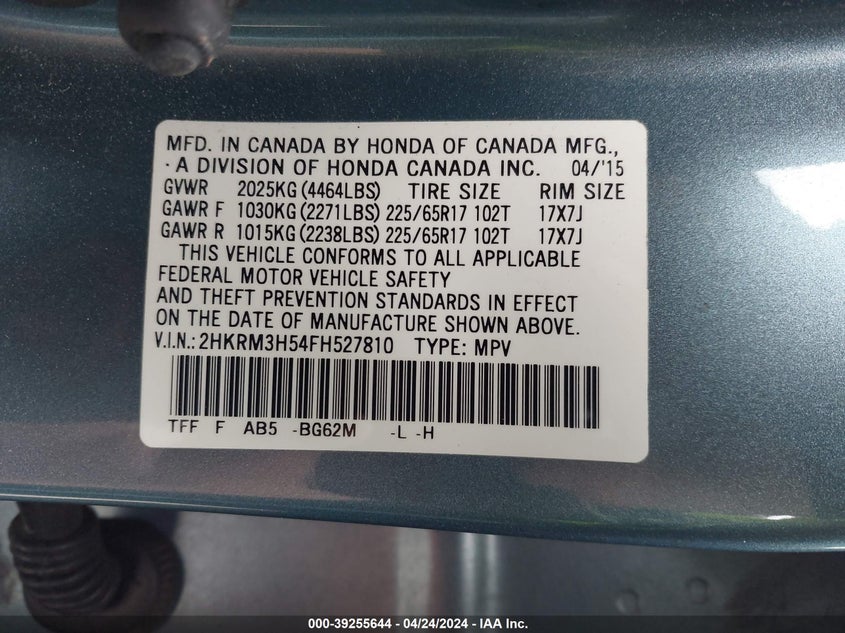 MFD. IN CANADA BY HONDA OF CANADA MFG.,
· A DIVISION OF HONDA CANADA INC. 04/'15
GVWR 2025KG (4464LBS) TIRE SIZE RIM SIZE
GAWR F 1030KG (2271LBS) 225/65R17 102T 17X7J
GAWR R 1015KG (2238LBS) 225/65R17 102T 17X7J
THIS VEHICLE CONFORMS TO ALL APPLICABLE
FEDERAL MOTOR VEHICLE SAFETY
AND THEFT PREVENTION STANDARDS IN EFFECT
ON THE DATE OF MANUFACTURE SHOWN ABOVE.
V.I.N.: 2HKRM3H54FH527810 TYPE: MPV
TFF F AB5 -BG62M -L -H
000-39255644 / 04/24/2024 - IAA Inc.